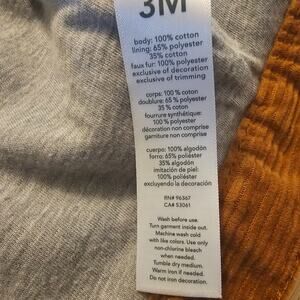 3M
body: 100% cotton
lining: 65% polyester
35% cotton
faux fur: 100% polyester
exclusive of decoration
exclusive of trimming
corps: 100 % coton
doublure: 65 % polyester
35 % coton
fourrure synthétique:
100 % polyester
décoration non comprise
garniture non comprise
cuerpo: 100% algodón
forro: 65% poliéster
35% algodón
imitación de piel:
100% poliéster
excluyendo la decoración
RN# 96367
CA# 53061
Wash before use.
Turn garment inside out.
Machine wash cold
with like colors. Use only
non-chlorine bleach
when needed.
Tumble dry medium.
Warm iron if needed.
Do not iron decoration.